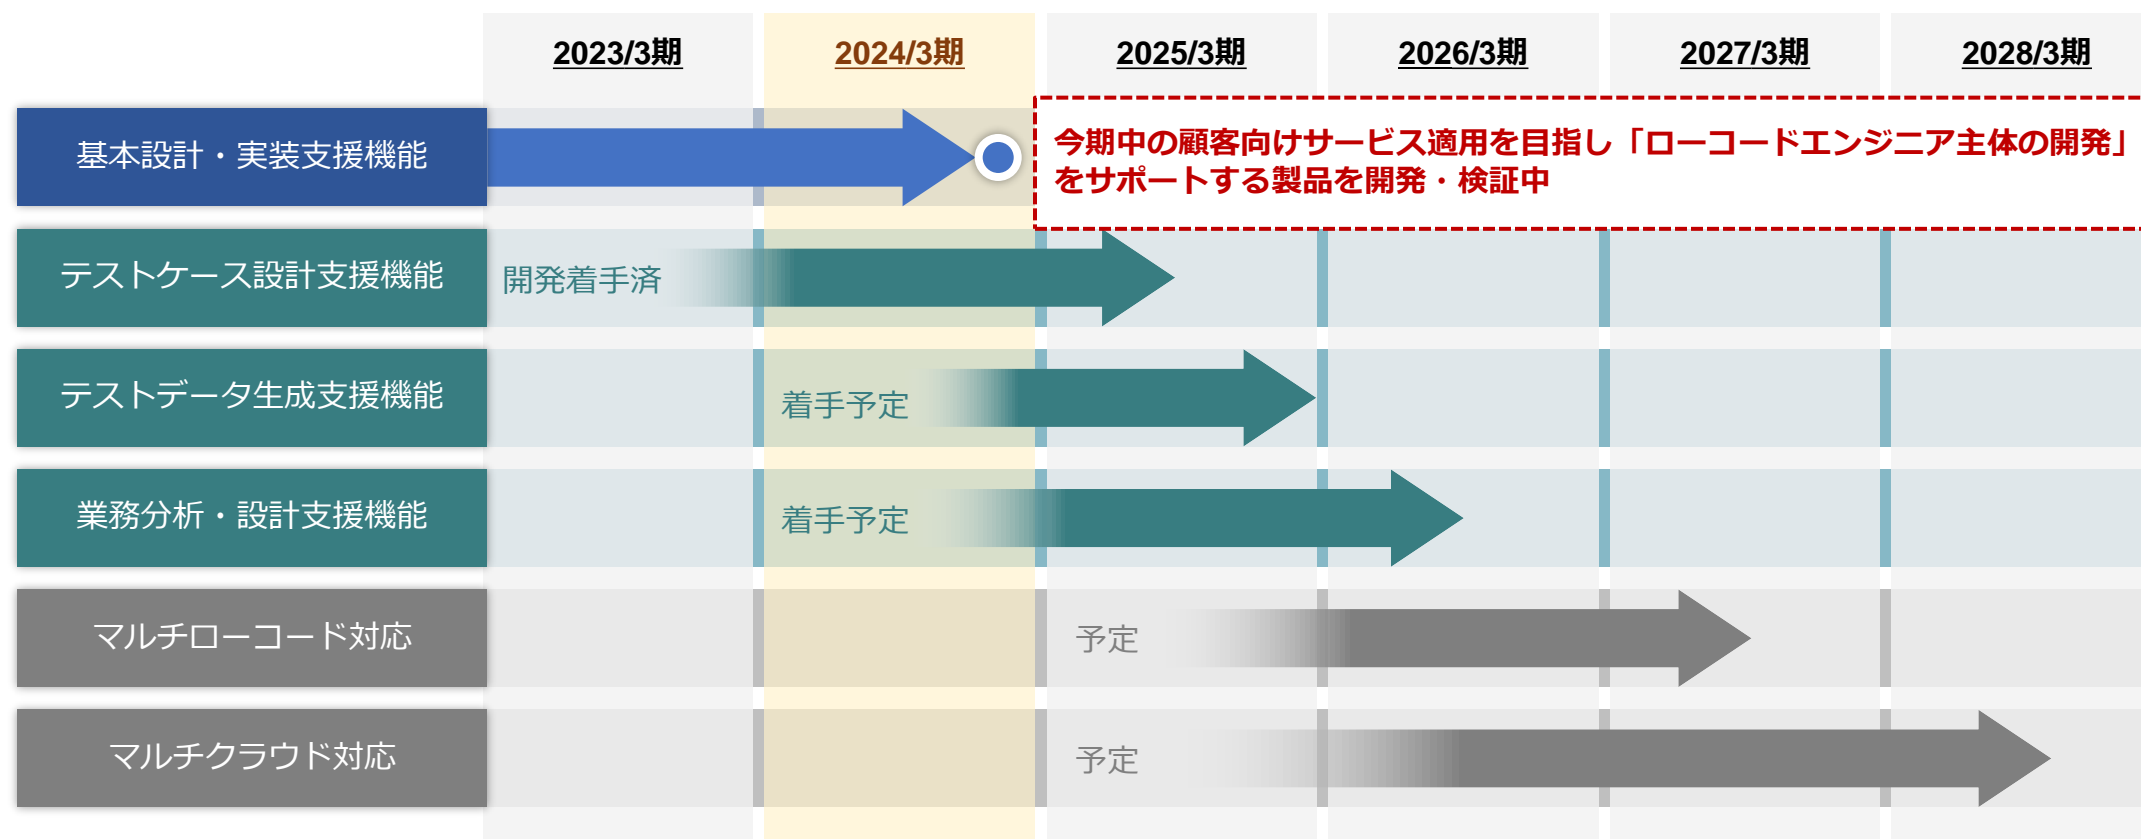 2023/3期
2024/3期
2025/3期
2026/3期
2027/3期
2028/3期
基本設計・実装支援機能
今期中の顧客向けサービス適用を目指し「ローコードエンジニア主体の開発」
をサポートする製品を開発・検証中
テストケース設計支援機能
開発着手済
テストデータ生成支援機能
着手予定
業務分析・設計支援機能
着手予定
マルチローコード対応
予定
マルチクラウド対応
予定